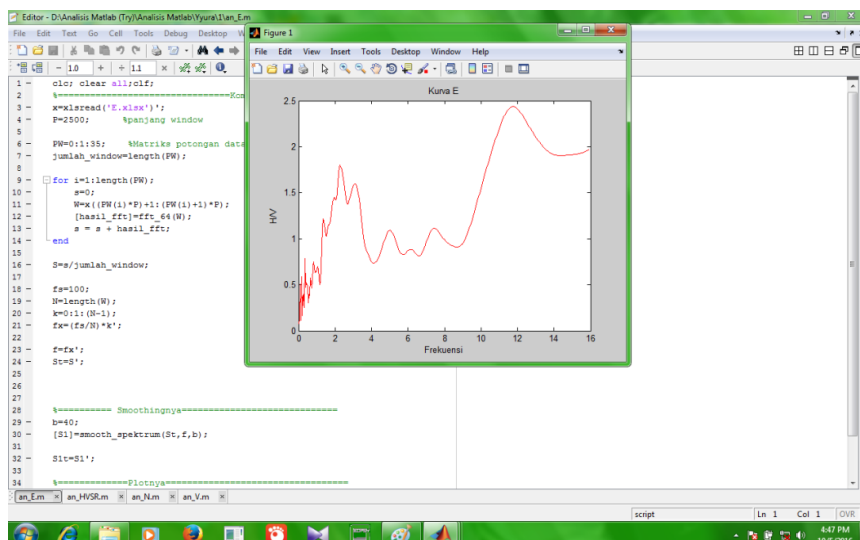 Editor - D:\Analisis Matlab (Try)\Analisis Matlab\Yyura\1\an_E.m
File Edit Text Go Cell Tools Debug Desktop
- 1.0 + ÷ 1.1 ×
1 - clc; clear all;clf;
2 %================================Kom
3 - x=xlsread('E.xlsx')';
4 - P=2500; %panjang window
5
6 - PW=0:1:35; %Matriks potongan data
7 - jumlah_window=length(PW);
8
9 - for i=1:length(PW);
10 - s=0;
11 - W=x((PW(i)*P)+1:(PW(i)+1)*P);
12 - [hasil_fft]=fft_64(W);
13 - s = s + hasil_fft;
14 - end
15
16 - S=s/jumlah_window;
17
18 - fs=100;
19 - N=length(W);
20 - k=0:1:(N-1);
21 - fx=(fs/N)*k';
22
23 - f=fx';
24 - St=S';
25
26
27
28 %========== Smoothingnya=============================
29 - b=40;
30 - [S1]=smooth_spektrum(St,f,b);
31
32 - S1t=S1';
33
34 %=============Plotnya===================================
an_E.m × an_HVSR.m × an_N.m × an_V.m ×
script Ln 1 Col 1 OVR
4:47 PM
Figure 1
File Edit View Insert Tools Desktop Window Help
Kurva E
2.5
2
1.5
1
0.5
0
H/V
0 2 4 6 8 10 12 14 16
Frekuensi